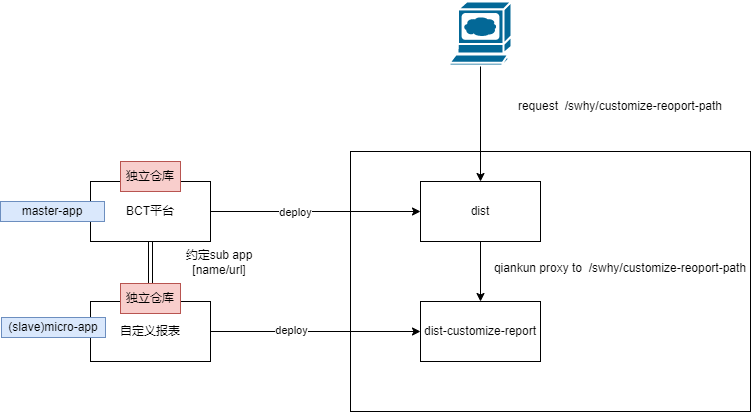 request /swhy/customize-reoport-path
独立仓库
master-app
BCT平台
deploy
dist
约定sub app
[name/url]
qiankun proxy to /swhy/customize-reoport-path
独立仓库
(slave)micro-app
自定义报表
deploy
dist-customize-report